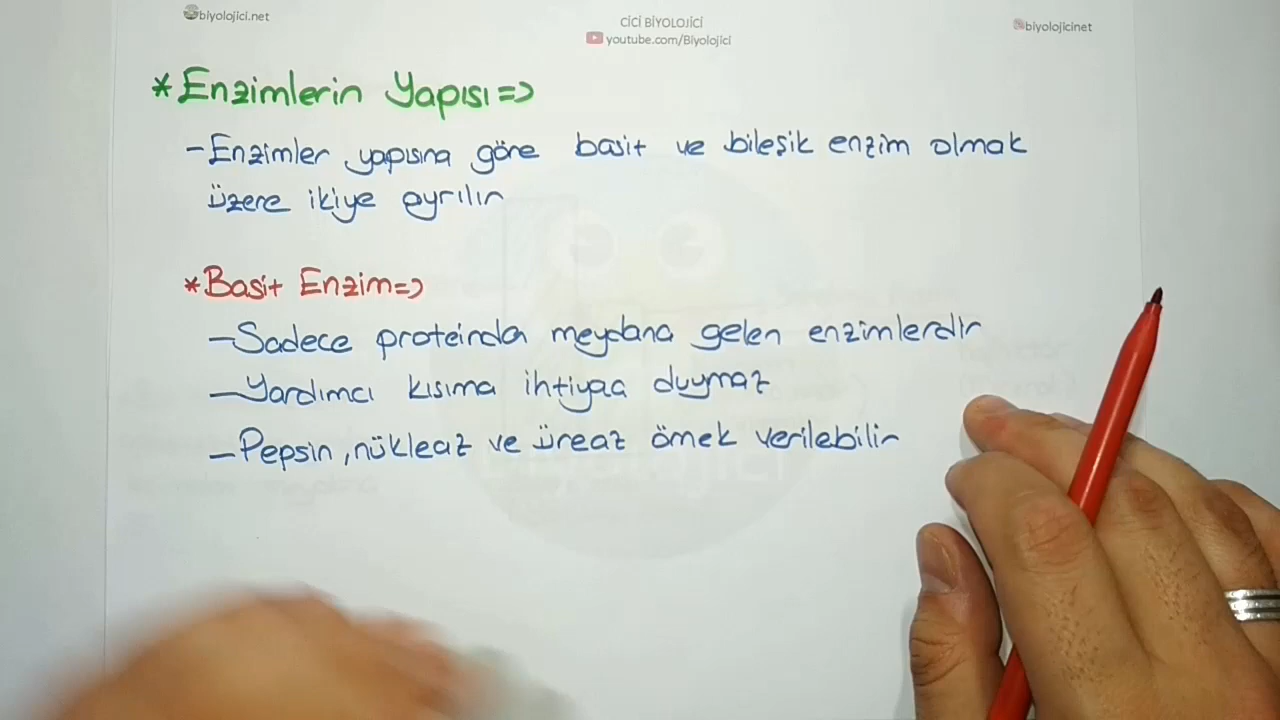 biyolojici.net
CİCİ BİYOLOJİCİ
youtube.com/Biyolojici
biyolojicinet
*Enzimlerin Yapısı=>
-Enzimler yapısına göre basit ve bileşik enzim olmak
üzere ikiye ayrılır
*Basit Enzim=>
-Sadece proteinda meydana gelen enzimlerdir
-Yardımcı kısıma ihtiyaa duymaz
-Pepsin, nükleaz ve üreaz örnek verilebilir